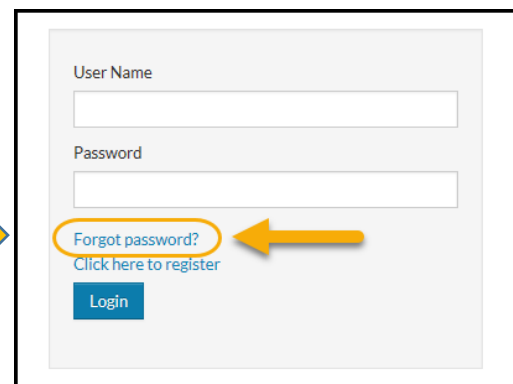 User Name
Password
Forgot password?
Click here to register
Login